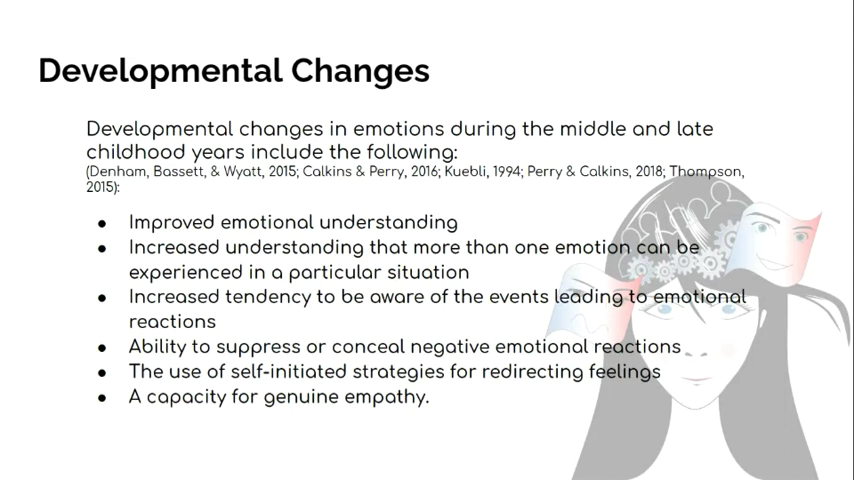 Developmental Changes
Developmental changes in emotions during the middle and late
childhood years include the following:
(Denham, Bassett, & Wyatt, 2015; Calkins & Perry, 2016; Kuebli, 1994; Perry & Calkins, 2018; Thompson,
2015):
● Improved emotional understanding
● Increased understanding that more than one emotion can be
experienced in a particular situation
● Increased tendency to be aware of the events leading to emotional
reactions
● Ability to suppress or conceal negative emotional reactions
● The use of self-initiated strategies for redirecting feelings
● A capacity for genuine empathy.